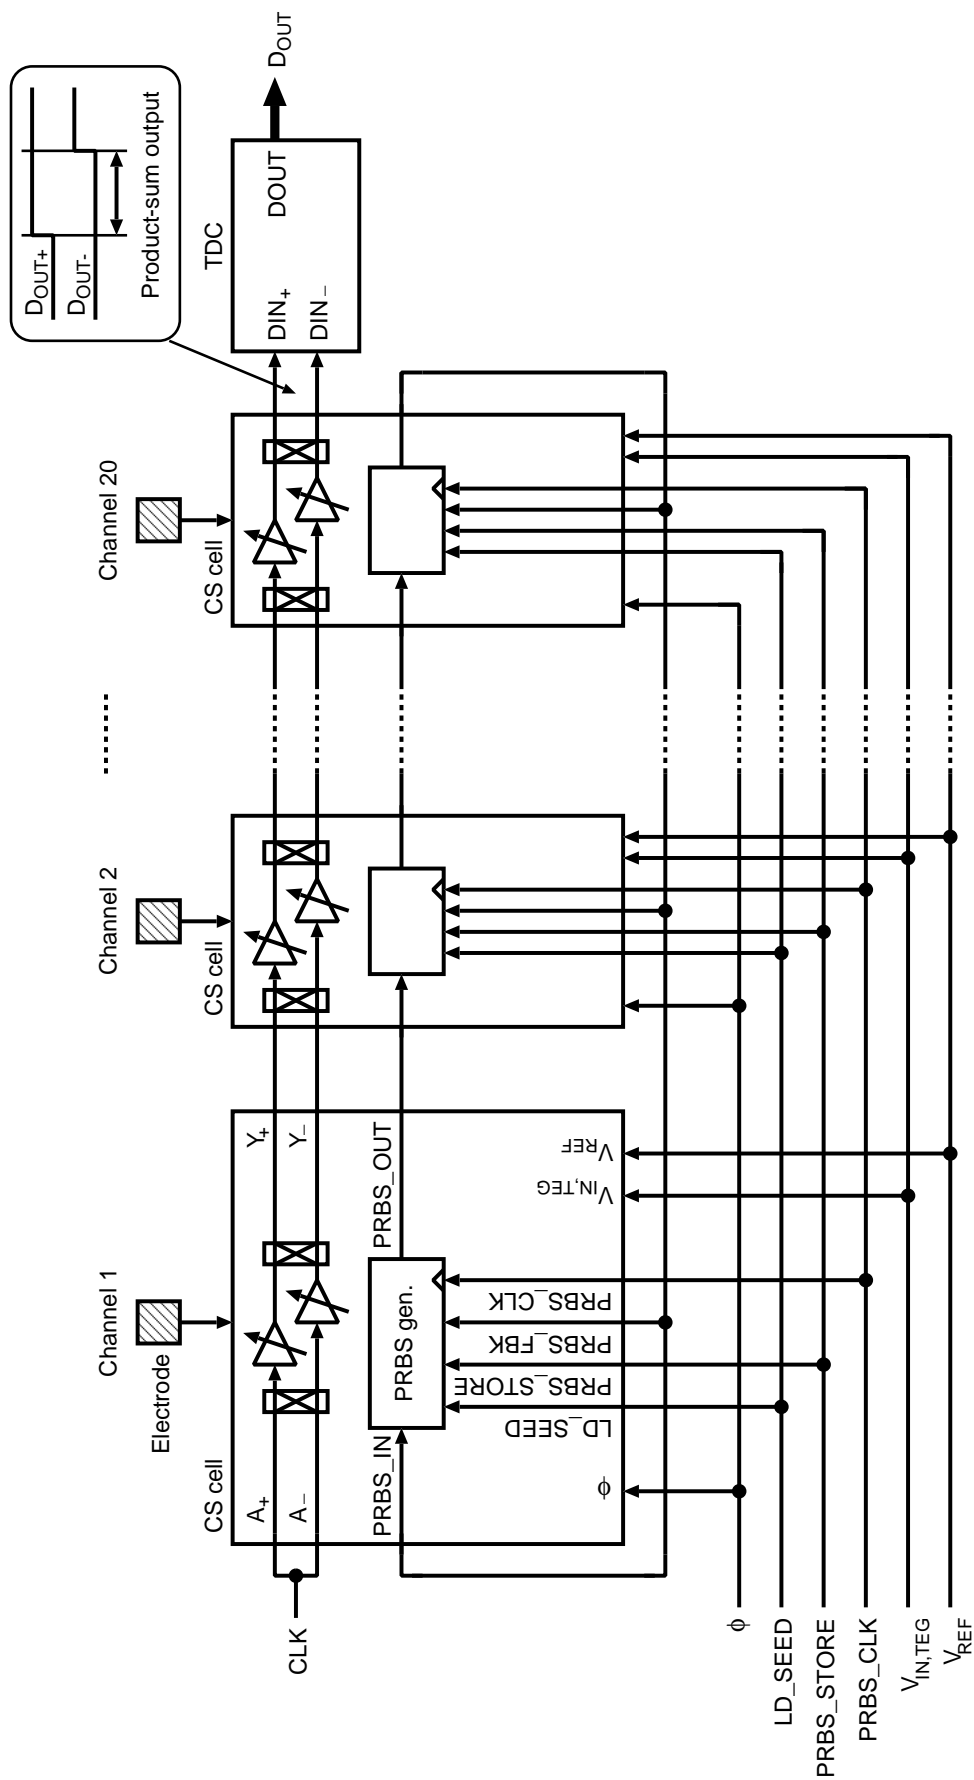 Channel 1
Channel 2
Channel 20
Electrode
CS cell
CS cell
CS cell
TDC
A+
A−
Y+
Y−
CLK
PRBS_IN
PRBS gen.
PRBS_OUT
ϕ
LD_SEED
PRBS_STORE
PRBS_FBK
PRBS_CLK
VIN,TEG
VREF
DIN+
DIN−
DOUT
DOUT
DOUT+
DOUT-
Product-sum output
ϕ
LD_SEED
PRBS_STORE
PRBS_CLK
VIN,TEG
VREF